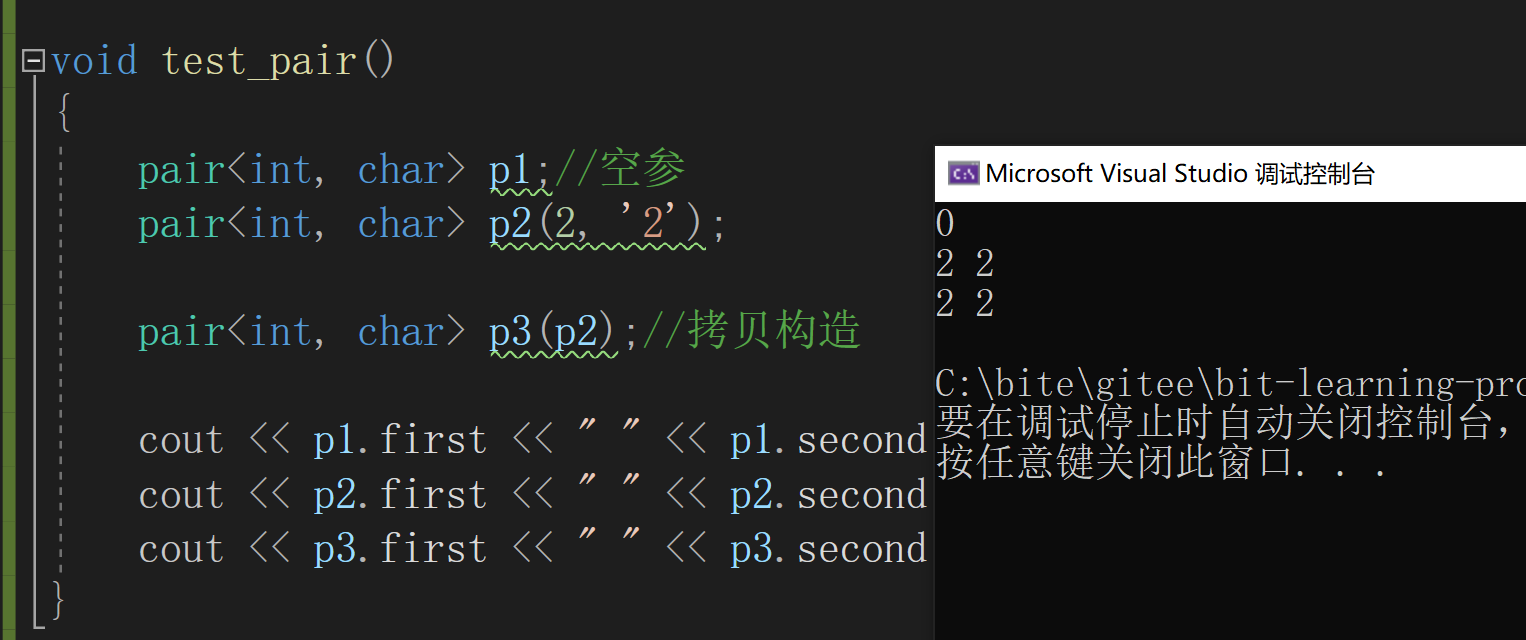 void test_pair()
{
pair<int, char> p1;//空参
pair<int, char> p2(2, '2');
pair<int, char> p3(p2);//拷贝构造
cout << p1.first << " " << p1.second
cout << p2.first << " " << p2.second
cout << p3.first << " " << p3.second
}
C:\ Microsoft Visual Studio 调试控制台
0
2 2
2 2
C:\bite\gitee\bit-learning-pro
要在调试停止时自动关闭控制台，
按任意键关闭此窗口. . .